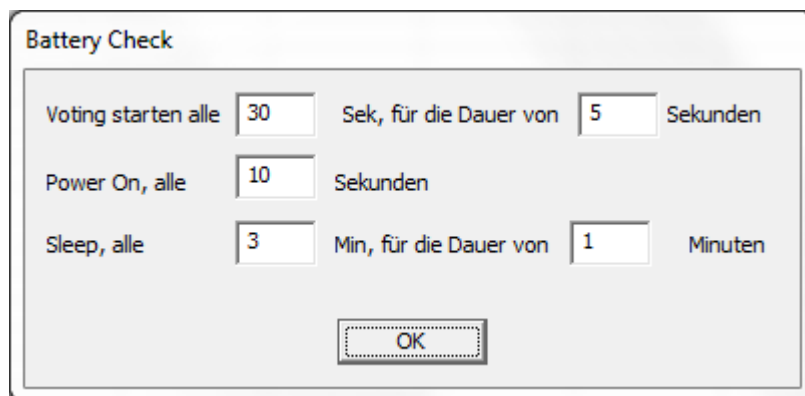 Battery Check
Voting starten alle 30 Sek, für die Dauer von 5 Sekunden
Power On, alle 10 Sekunden
Sleep, alle 3 Min, für die Dauer von 1 Minuten
OK